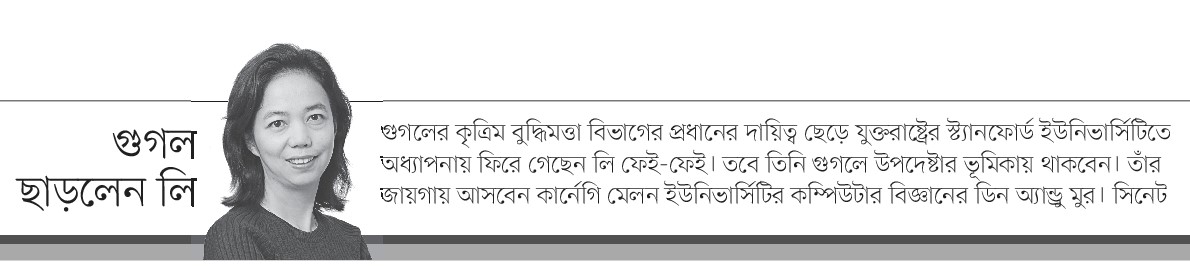 গুগল
ছাড়লেন লি
গুগলের কৃত্রিম বুদ্ধিমত্তা বিভাগের প্রধানের দায়িত্ব ছেড়ে যুক্তরাষ্ট্রের স্ট্যানফোর্ড ইউনিভার্সিটিতে
অধ্যাপনায় ফিরে গেছেন লি ফেই-ফেই। তবে তিনি গুগলে উপদেষ্টার ভূমিকায় থাকবেন। তাঁর
জায়গায় আসবেন কার্নেগি মেলন ইউনিভার্সিটির কম্পিউটার বিজ্ঞানের ডিন অ্যান্ড্রু মুর। সিনেট